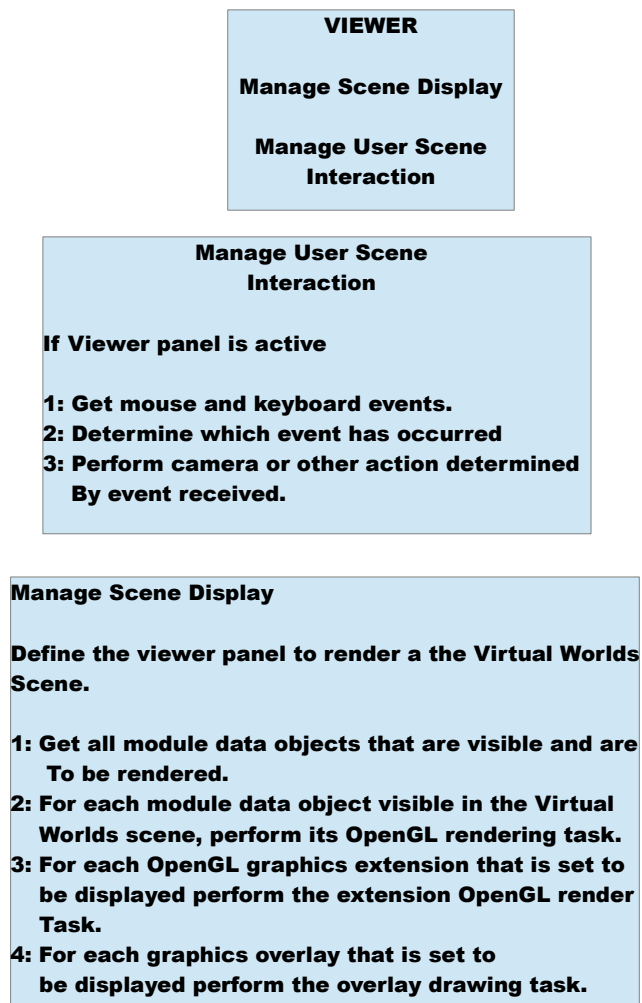 VIEWER
Manage Scene Display
Manage User Scene
Interaction
Manage User Scene
Interaction
If Viewer panel is active
1: Get mouse and keyboard events.
2: Determine which event has occurred
3: Perform camera or other action determined
By event received.
Manage Scene Display
Define the viewer panel to render a the Virtual Worlds
Scene.
1: Get all module data objects that are visible and are
To be rendered.
2: For each module data object visible in the Virtual
Worlds scene, perform its OpenGL rendering task.
3: For each OpenGL graphics extension that is set to
be displayed perform the extension OpenGL render
Task.
4: For each graphics overlay that is set to
be displayed perform the overlay drawing task.